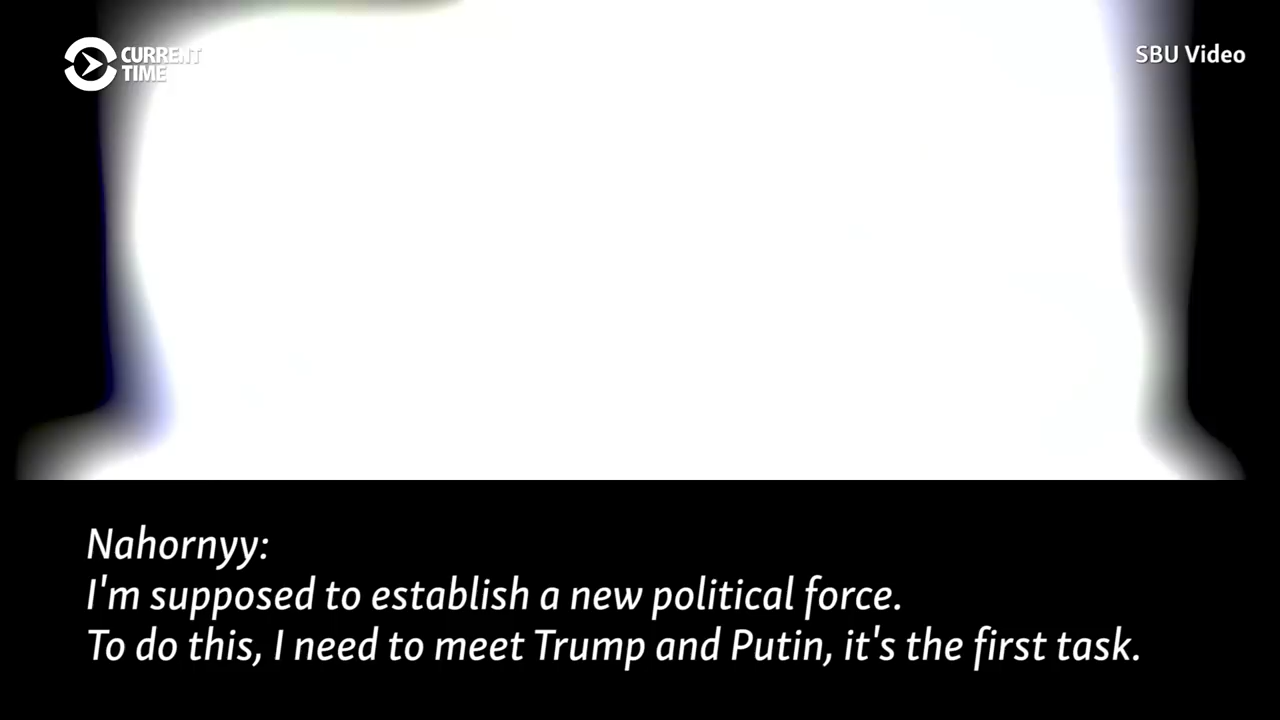 CURRENT
TIME
SBU Video
Nahornyy:
I'm supposed to establish a new political force.
To do this, I need to meet Trump and Putin, it's the first task.